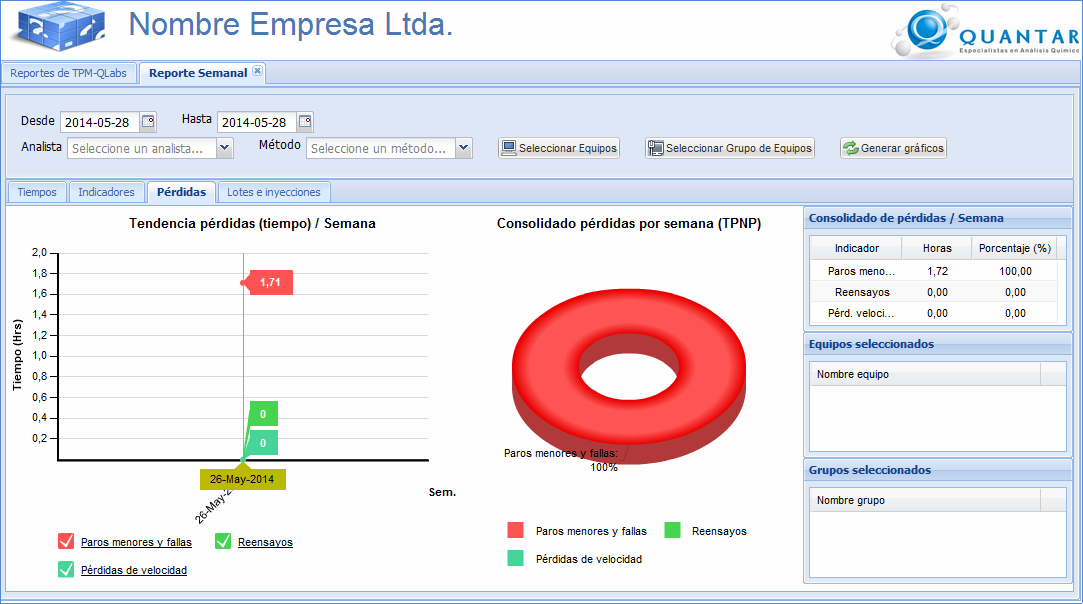 Nombre Empresa Ltda.
QUANTAR
Especialistas en Análisis Químico
Reportes de TPM-QLabs
Reporte Semanal
Desde 2014-05-28 Hasta 2014-05-28
Analista Seleccione un analista... Método Seleccione un método... Seleccionar Equipos Seleccionar Grupo de Equipos Generar gráficos
Tiempos Indicadores Pérdidas Lotes e inyecciones
Tendencia pérdidas (tiempo) / Semana
Tiempo (Hrs)
2,0
1,8
1,6
1,4
1,2
1,0
0,8
0,6
0,4
0,2
1,71
0
0
26-May-2014
26-May-2
Sem.
Paros menores y fallas Reensayos
Pérdidas de velocidad
Consolidado pérdidas por semana (TPNP)
Paros menores y fallas:
100%
Paros menores y fallas Reensayos
Pérdidas de velocidad
Consolidado de pérdidas / Semana
Indicador Horas Porcentaje (%)
Paros meno... 1,72 100,00
Reensayos 0,00 0,00
Pérd. veloci... 0,00 0,00
Equipos seleccionados
Nombre equipo
Grupos seleccionados
Nombre grupo